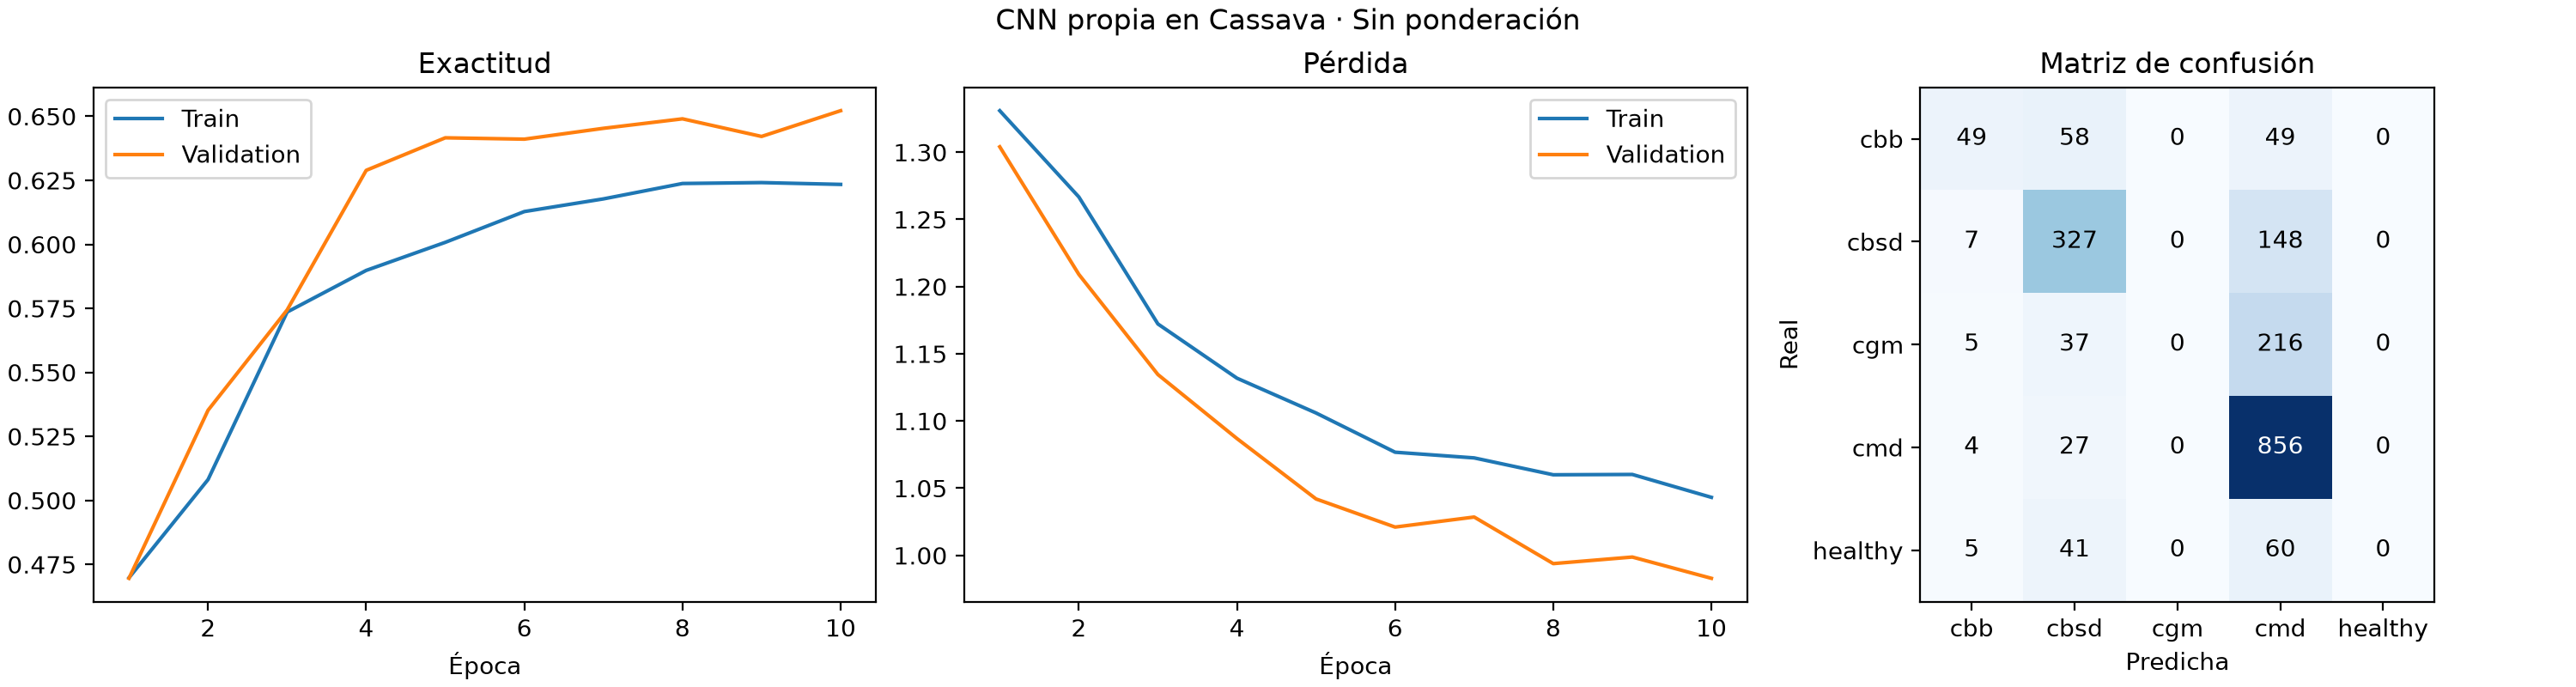 CNN propia en Cassava · Sin ponderación
Exactitud
Train
Validation
0.650
0.625
0.600
0.575
0.550
0.525
0.500
0.475
2 4 6 8 10
Época
Pérdida
Train
Validation
1.30
1.25
1.20
1.15
1.10
1.05
1.00
2 4 6 8 10
Época
Matriz de confusión
Real
cbb 49 58 0 49 0
cbsd 7 327 0 148 0
cgm 5 37 0 216 0
cmd 4 27 0 856 0
healthy 5 41 0 60 0
cbb cbsd cgm cmd healthy
Predicha